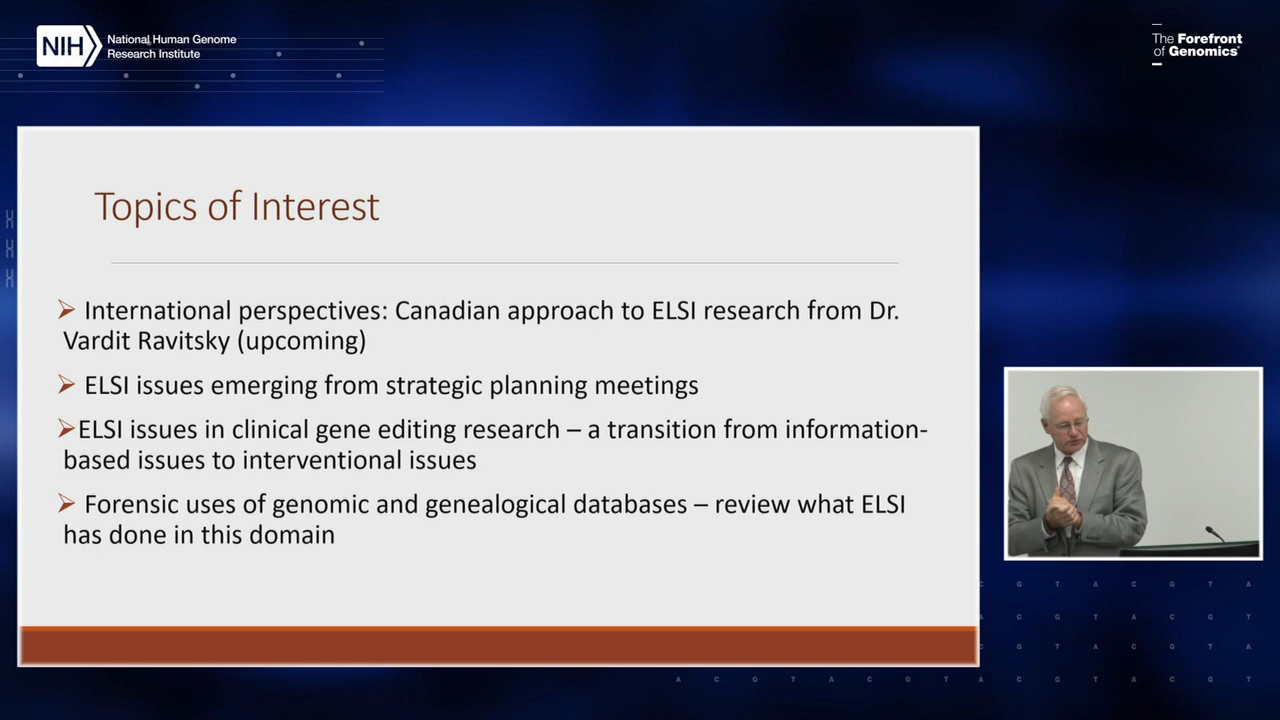 NIH
National Human Genome
Research Institute
The Forefront
of Genomics®
Topics of Interest
➢ International perspectives: Canadian approach to ELSI research from Dr.
Vardit Ravitsky (upcoming)
➢ ELSI issues emerging from strategic planning meetings
➢ELSI issues in clinical gene editing research – a transition from information-
based issues to interventional issues
➢ Forensic uses of genomic and genealogical databases – review what ELSI
has done in this domain
C G T A C G T A
A C G T A C G T
C G T A C G T A
A C G T A C G T A C G T A C G T